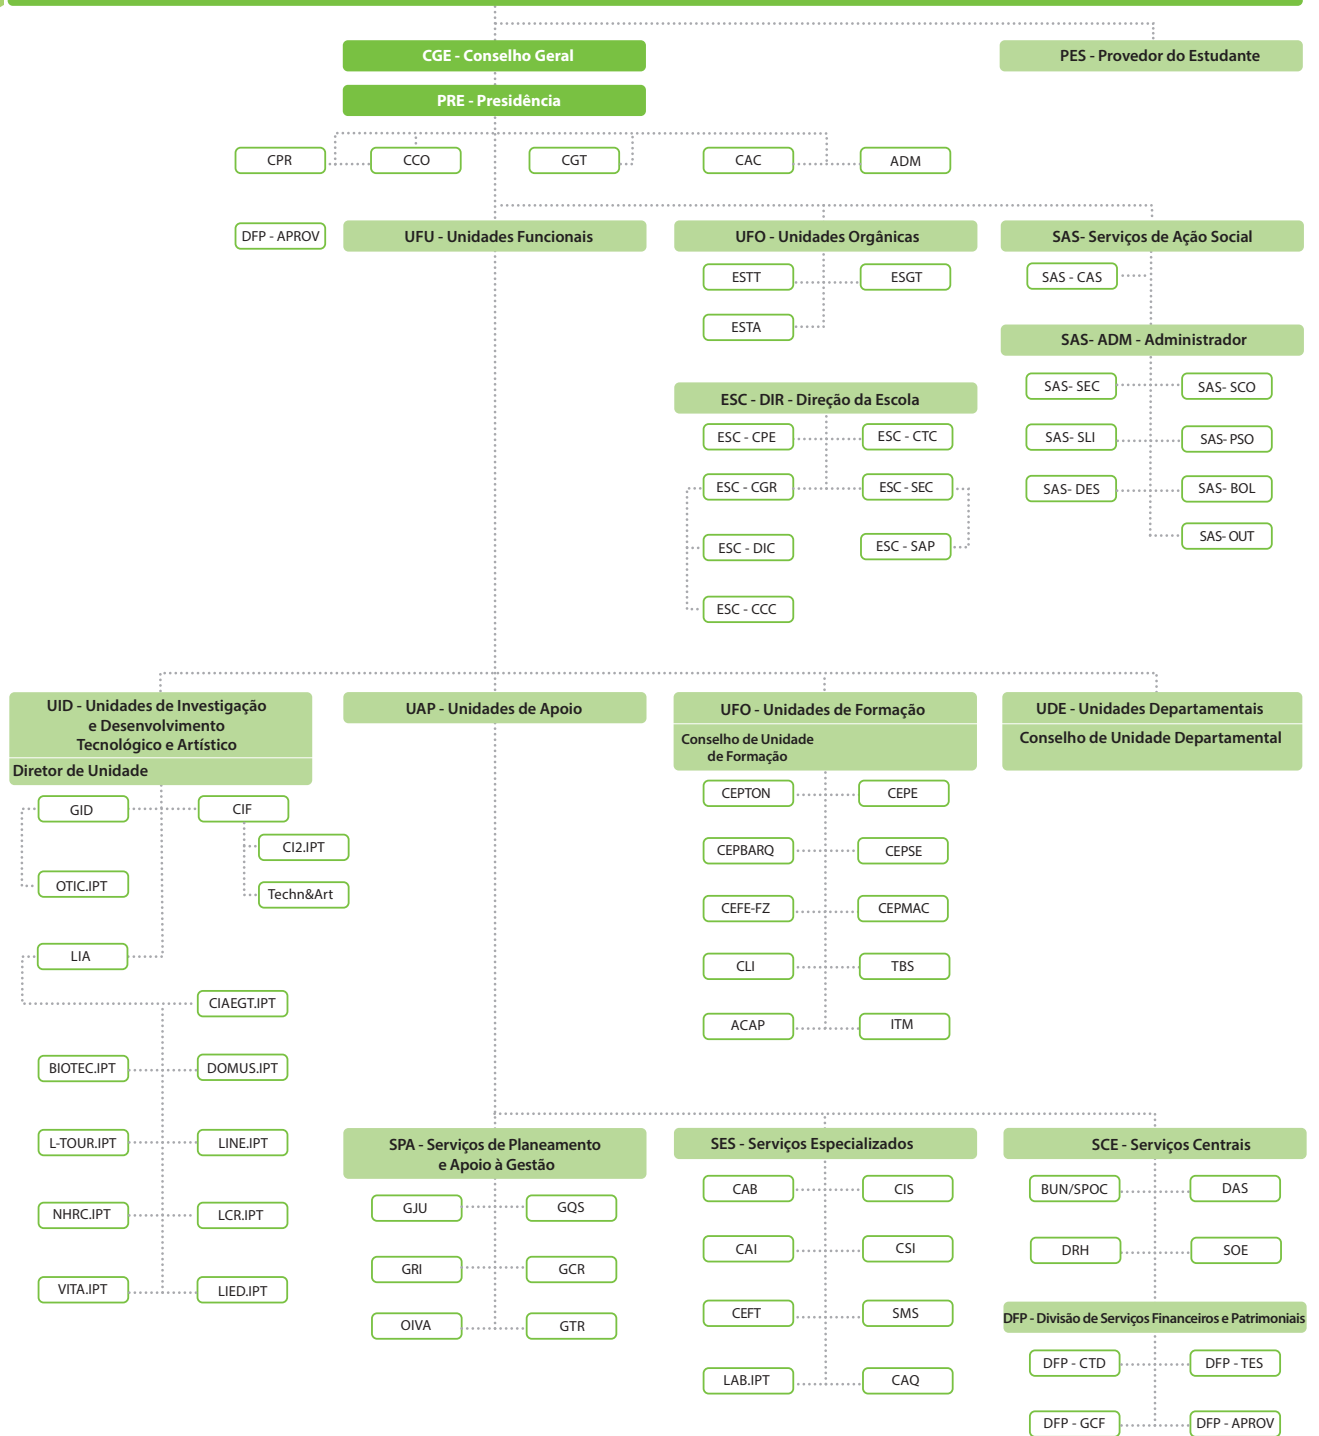 CGE - Conselho Geral
PES - Provedor do Estudante
PRE - Presidência
CPR
CCO
CGT
CAC
ADM
DFP - APROV
UFU - Unidades Funcionais
UFO - Unidades Orgânicas
SAS- Serviços de Ação Social
ESTT
ESGT
SAS - CAS
ESTA
SAS- ADM - Administrador
SAS- SEC
SAS- SCO
ESC - DIR - Direção da Escola
ESC - CPE
ESC - CTC
SAS- SLI
SAS- PSO
ESC - CGR
ESC - SEC
SAS- DES
SAS- BOL
ESC - DIC
ESC - SAP
SAS- OUT
ESC - CCC
UID - Unidades de Investigação
e Desenvolvimento
Tecnológico e Artístico
Diretor de Unidade
UAP - Unidades de Apoio
UFO - Unidades de Formação
Conselho de Unidade
de Formação
UDE - Unidades Departamentais
Conselho de Unidade Departamental
GID
CIF
CI2.IPT
OTIC.IPT
Techn&Art
LIA
CIAEGT.IPT
BIOTEC.IPT
DOMUS.IPT
L-TOUR.IPT
LINE.IPT
NHRC.IPT
LCR.IPT
VITA.IPT
LIED.IPT
CEPTON
CEPE
CEPBARQ
CEPSE
CEFE-FZ
CEPMAC
CLI
TBS
ACAP
ITM
SPA - Serviços de Planeamento
e Apoio à Gestão
GJU
GQS
GRI
GCR
OIVA
GTR
SES - Serviços Especializados
CAB
CIS
CAI
CSI
CEFT
SMS
LAB.IPT
CAQ
SCE - Serviços Centrais
BUN/SPOC
DAS
DRH
SOE
DFP - Divisão de Serviços Financeiros e Patrimoniais
DFP - CTD
DFP - TES
DFP - GCF
DFP - APROV